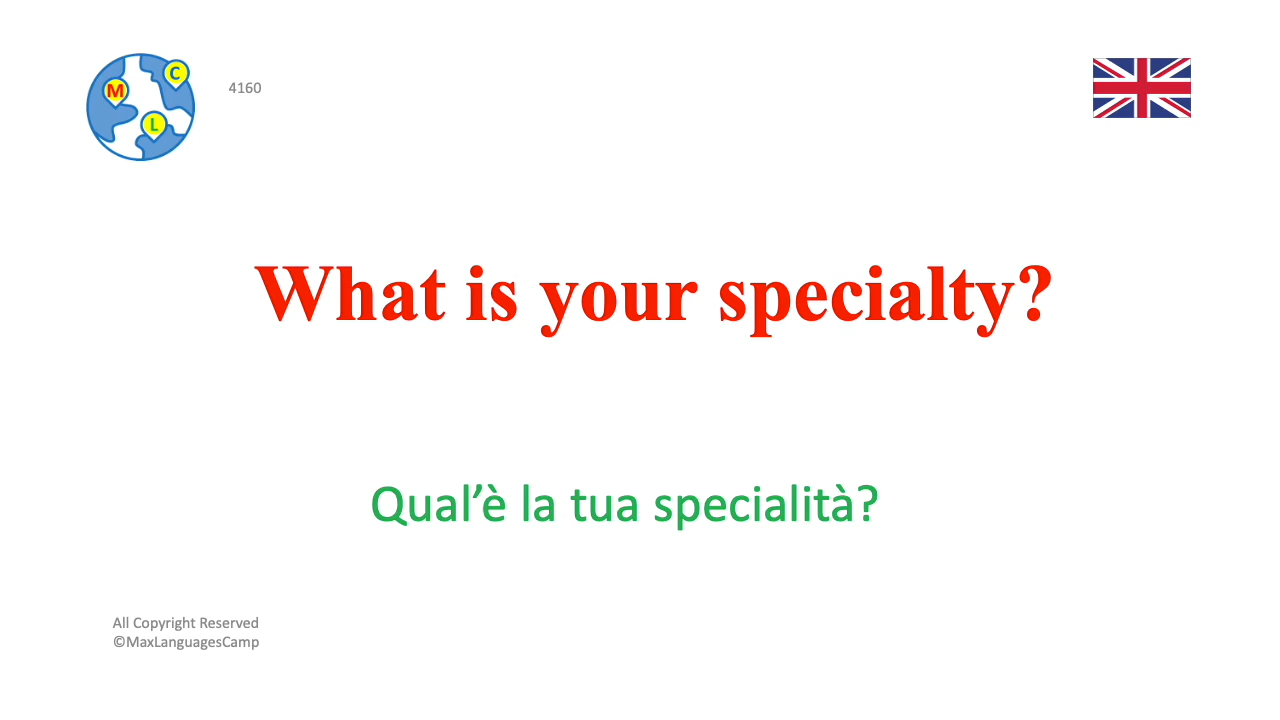 M
C
L
4160
What is your specialty?
Qual’è la tua specialità?
All Copyright Reserved
©MaxLanguagesCamp